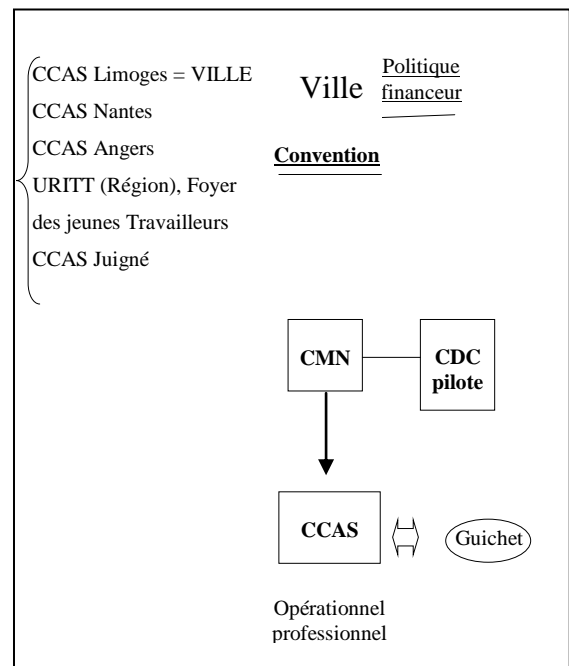 CCAS Limoges = VILLE
CCAS Nantes
CCAS Angers
URITT (Région), Foyer
des jeunes Travailleurs
CCAS Juigné
Ville
Politique
financeur
Convention
CMN
CDC
pilote
CCAS
Guichet
Opérationnel
professionnel